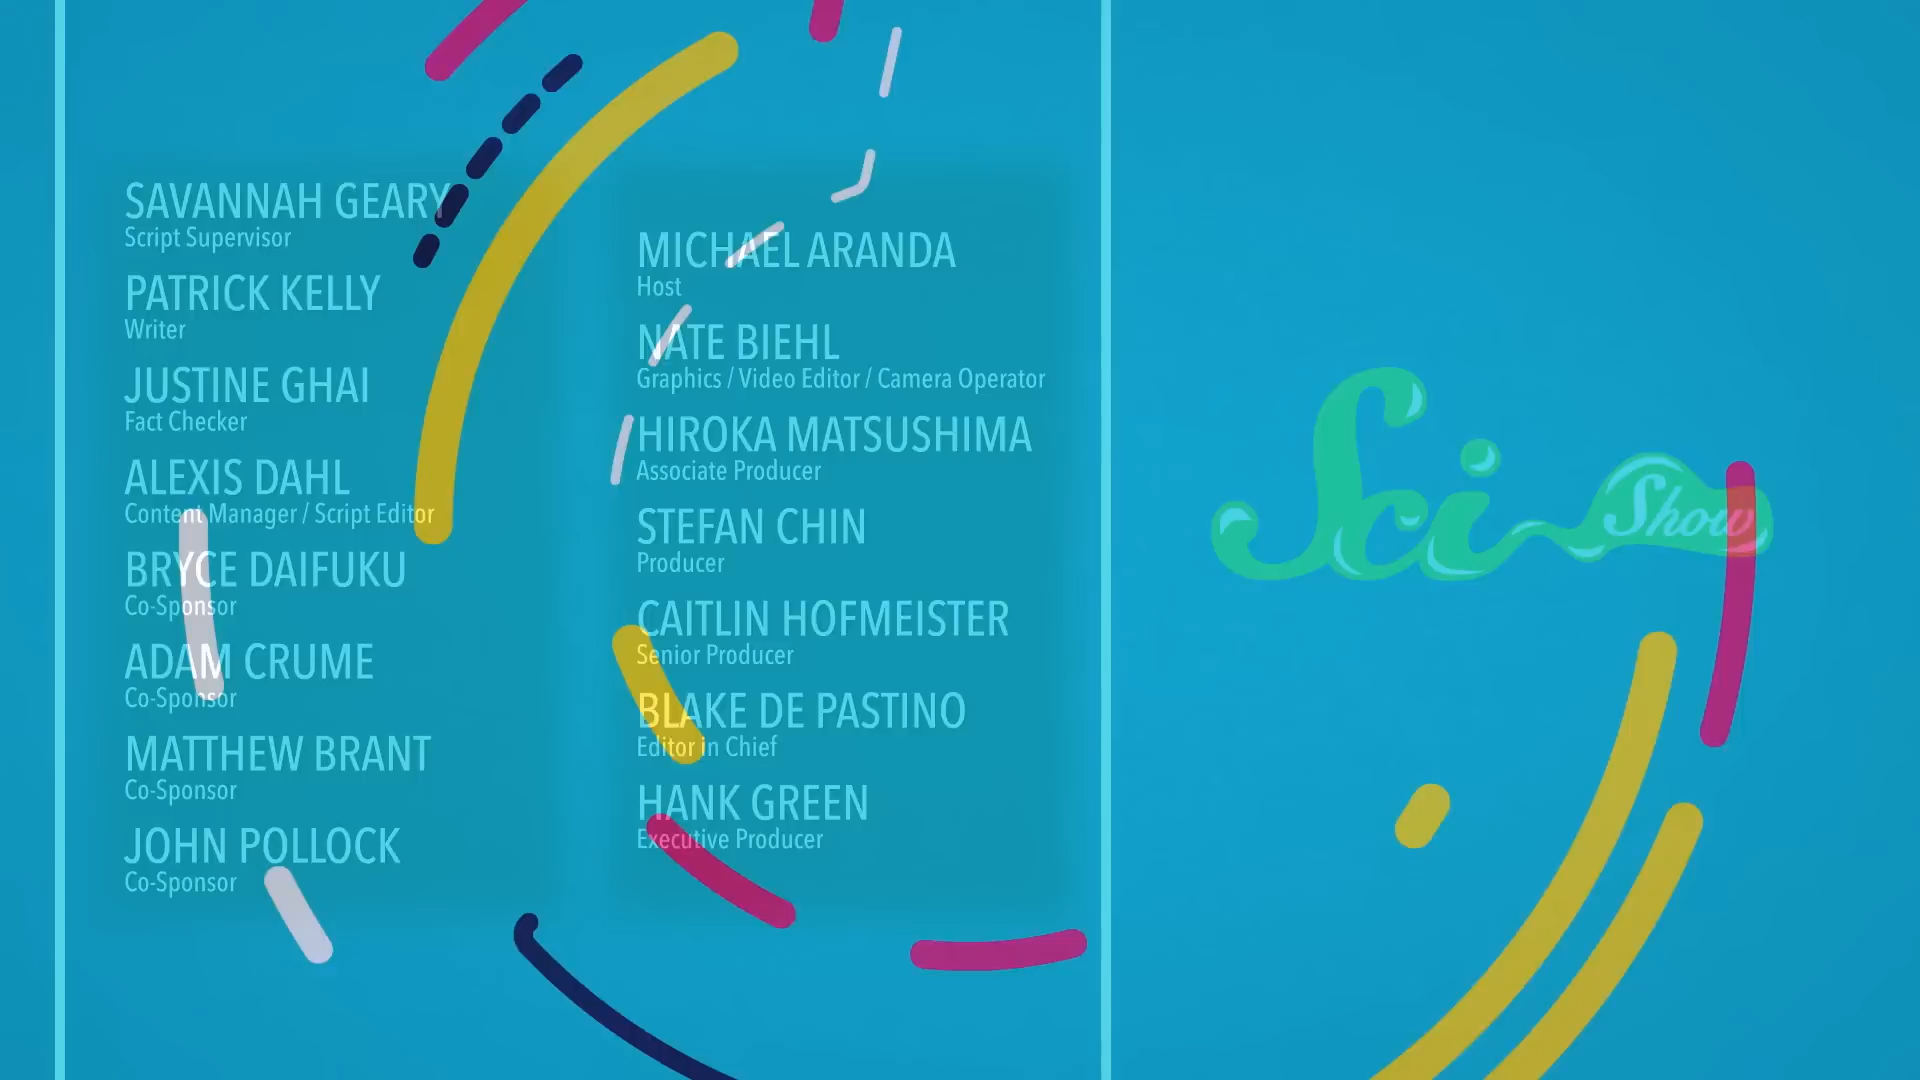 SAVANNAH GEARY
Script Supervisor
PATRICK KELLY
Writer
JUSTINE GHAI
Fact Checker
ALEXIS DAHL
Content Manager / Script Editor
BRYCE DAIFUKU
Co-Sponsor
ADAM CRUME
Co-Sponsor
MATTHEW BRANT
Co-Sponsor
JOHN POLLOCK
Co-Sponsor
MICHAEL ARANDA
Host
NATE BIEHL
Graphics / Video Editor / Camera Operator
HIROKA MATSUSHIMA
Associate Producer
STEFAN CHIN
Producer
CAITLIN HOFMEISTER
Senior Producer
BLAKE DE PASTINO
Editor in Chief
HANK GREEN
Executive Producer
Sci Show